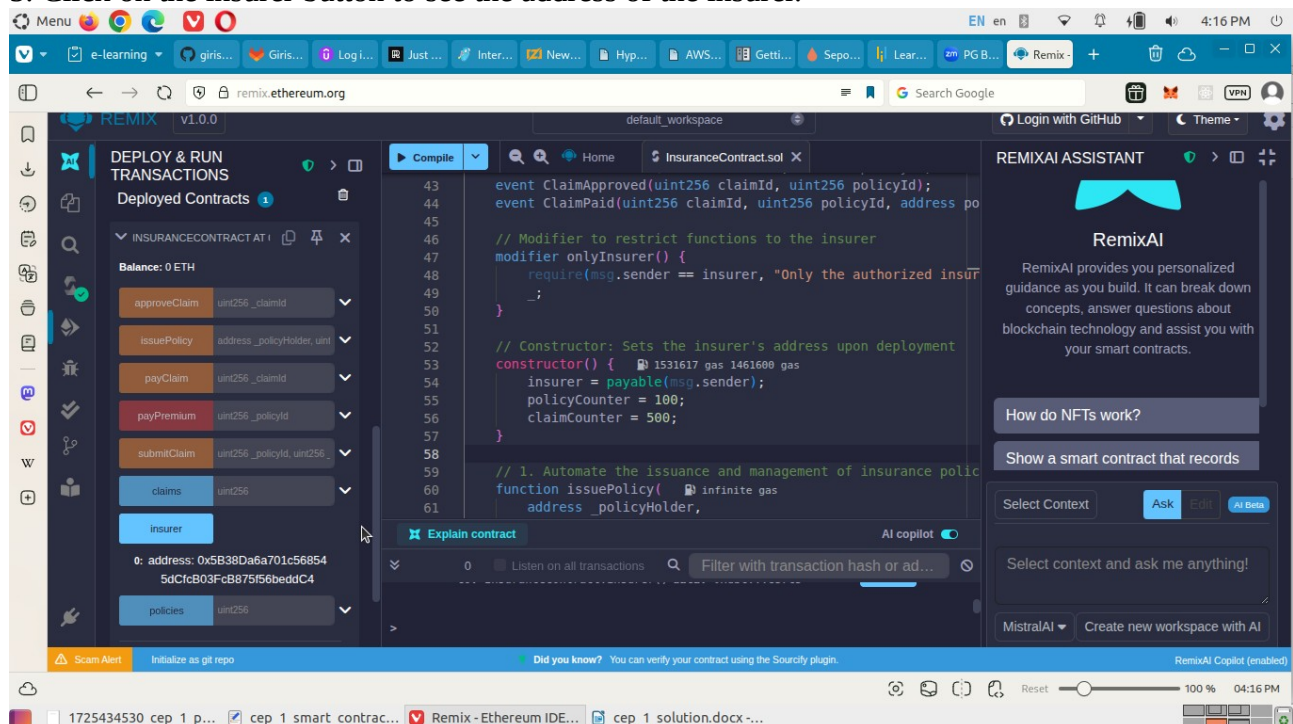 Menu
EN en
4:16 PM
e-learning
giris...
Giris...
Log i...
Just ...
Inter...
New...
Hyp...
AWS...
Getti...
Sepo...
Lear...
PG B...
Remix -
remix.ethereum.org
Search Google
VPN
REMIX v1.0.0
default_workspace
Login with GitHub
Theme
DEPLOY & RUN
TRANSACTIONS
Deployed Contracts 1
INSURANCECONTRACT AT
Balance: 0 ETH
approveClaim uint256 _claimId
issuePolicy address _policyHolder, uint
payClaim uint256 _claimId
payPremium uint256 _policyId
submitClaim uint256 _policyId, uint256 _
claims uint256
insurer
0: address: 0x5B38Da6a701c56854
5dCfcB03FcB875f56beddC4
policies uint256
Compile
Home
InsuranceContract.sol
43 event ClaimApproved(uint256 claimId, uint256 policyId);
44 event ClaimPaid(uint256 claimId, uint256 policyId, address po
45
46 // Modifier to restrict functions to the insurer
47 modifier onlyInsurer() {
48 require(msg.sender == insurer, "Only the authorized insur
49 _;
50 }
51
52 // Constructor: Sets the insurer's address upon deployment
53 constructor() { 1531617 gas 1461600 gas
54 insurer = payable(msg.sender);
55 policyCounter = 100;
56 claimCounter = 500;
57 }
58
59 // 1. Automate the issuance and management of insurance polic
60 function issuePolicy( infinite gas
61 address _policyHolder,
Explain contract
AI copilot
0 Listen on all transactions
Filter with transaction hash or ad...
>
REMIXAI ASSISTANT
RemixAI
RemixAI provides you personalized
guidance as you build. It can break down
concepts, answer questions about
blockchain technology and assist you with
your smart contracts.
How do NFTs work?
Show a smart contract that records
Select Context
Ask
Edit
AI Beta
Select context and ask me anything!
MistralAI
Create new workspace with AI
Scam Alert
Initialize as git repo
Did you know? You can verify your contract using the Sourcify plugin.
RemixAI Copilot (enabled)
Reset
100 %
04:16 PM
1725434530 cep 1 p...
cep 1 smart contrac...
Remix - Ethereum IDE...
cep 1 solution.docx -...